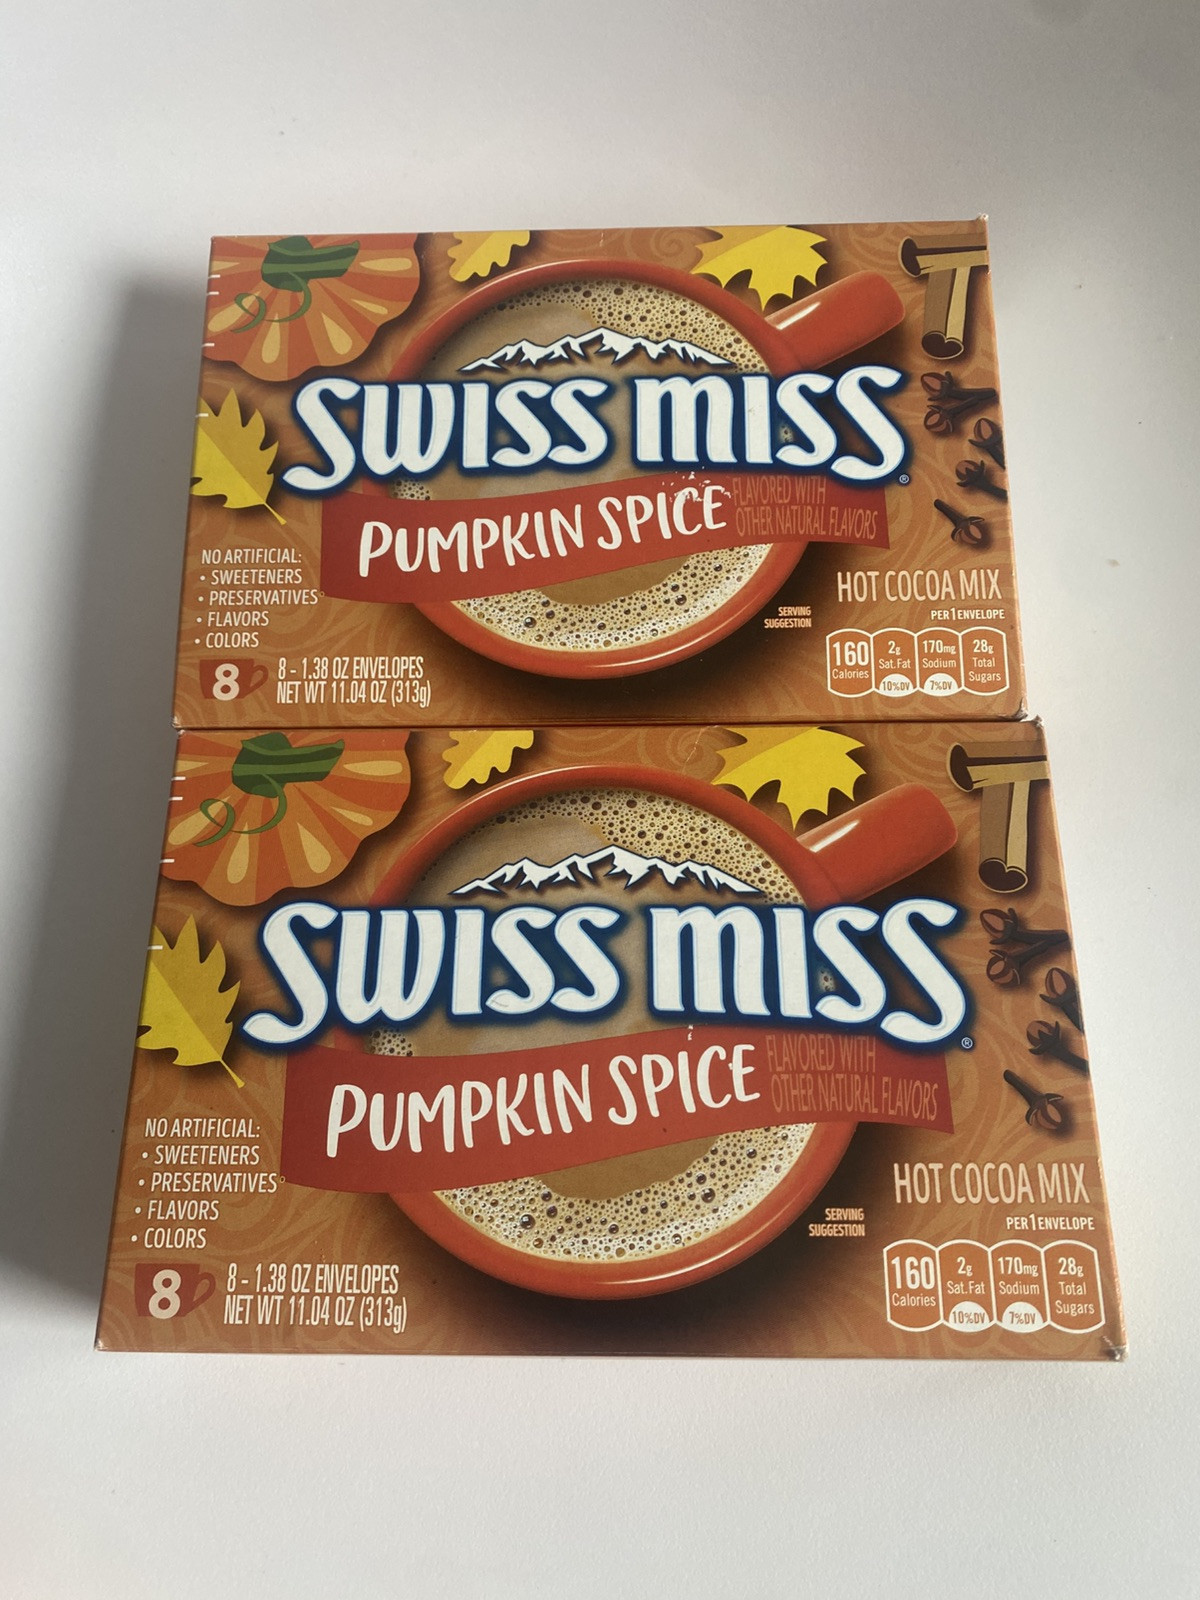 SWISS MISS®
PUMPKIN SPICE
FLAVORED WITH
OTHER NATURAL FLAVORS
NO ARTIFICIAL:
• SWEETENERS
• PRESERVATIVES°
• FLAVORS
• COLORS
8
8 - 1.38 OZ ENVELOPES
NET WT 11.04 OZ (313g)
SERVING
SUGGESTION
HOT COCOA MIX
PER 1 ENVELOPE
160 Calories
2g Sat. Fat 10% DV
170mg Sodium 7% DV
28g Total Sugars
SWISS MISS®
PUMPKIN SPICE
FLAVORED WITH
OTHER NATURAL FLAVORS
NO ARTIFICIAL:
• SWEETENERS
• PRESERVATIVES°
• FLAVORS
• COLORS
8
8 - 1.38 OZ ENVELOPES
NET WT 11.04 OZ (313g)
SERVING
SUGGESTION
HOT COCOA MIX
PER 1 ENVELOPE
160 Calories
2g Sat. Fat 10% DV
170mg Sodium 7% DV
28g Total Sugars